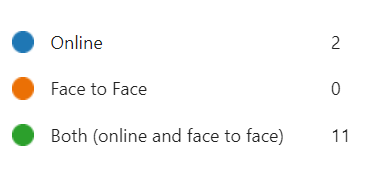 Online 2
Face to Face 0
Both (online and face to face) 11